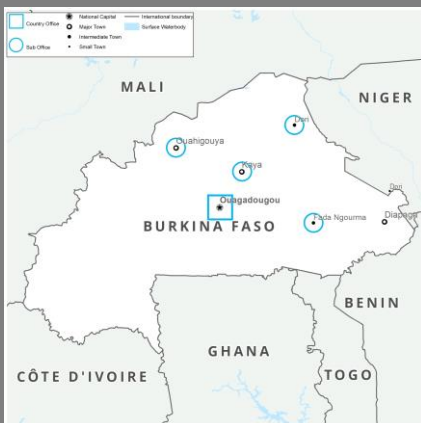 Country Office
Sub Office
National Capital
Major Town
Intermediate Town
Small Town
International boundary
Surface Waterbody
MALI
NIGER
Dori
Ouahigouya
Kaya
Ouagadougou
BURKINA FASO
Fada Ngourma
Diapaga
BENIN
GHANA
CÔTE D'IVOIRE
TOGO